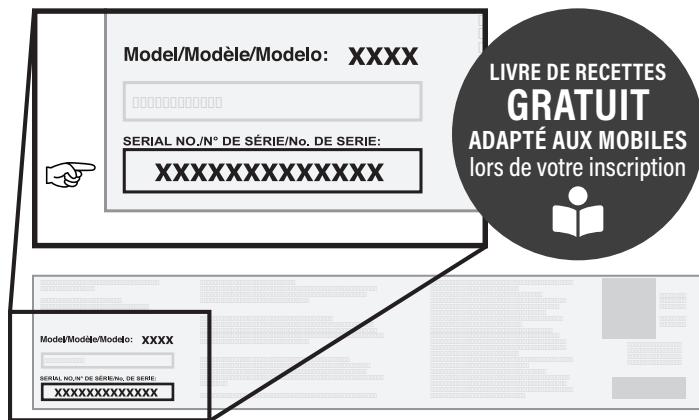 Model/Modèle/Modelo: XXXX
SERIAL NO./N° DE SÉRIE/No. DE SERIE:
XXXXXXXXXXXXX
LIVRE DE RECETTES
GRATUIT
ADAPTÉ AUX MOBILES
lors de votre inscription
Model/Modèle/Modelo: XXXX
SERIAL NO./N° DE SÉRIE/No. DE SERIE:
XXXXXXXXXXXXX